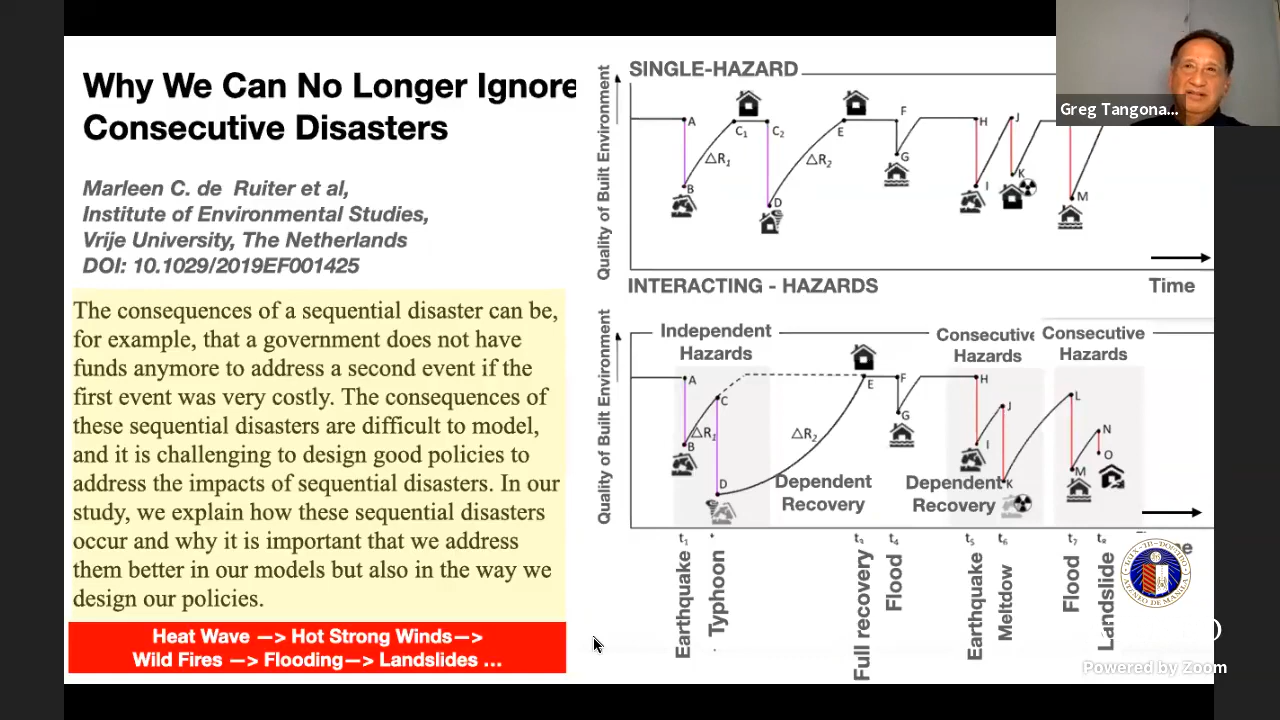 Why We Can No Longer Ignore
Consecutive Disasters
Marleen C. de Ruiter et al,
Institute of Environmental Studies,
Vrije University, The Netherlands
DOI: 10.1029/2019EF001425
The consequences of a sequential disaster can be,
for example, that a government does not have
funds anymore to address a second event if the
first event was very costly. The consequences of
these sequential disasters are difficult to model,
and it is challenging to design good policies to
address the impacts of sequential disasters. In our
study, we explain how these sequential disasters
occur and why it is important that we address
them better in our models but also in the way we
design our policies.
Heat Wave —> Hot Strong Winds—>
Wild Fires —> Flooding—> Landslides ...
SINGLE-HAZARD
Quality of Built Environment
A
B
△R1
C1
C2
D
△R2
E
F
G
H
I
J
K
M
Time
INTERACTING - HAZARDS
Quality of Built Environment
Independent
Hazards
Consecutive
Hazards
Consecutive
Hazards
A
B
△R1
C
D
△R2
E
F
G
H
I
J
K
L
M
N
O
Dependent
Recovery
Dependent
Recovery
t1
t4
t5
t6
t7
t8
Earthquake
Typhoon
Full recovery
Flood
Earthquake
Meltdow
Flood
Landslide
Greg Tangona...
ATENEO DE MANILA
Powered by Zoom